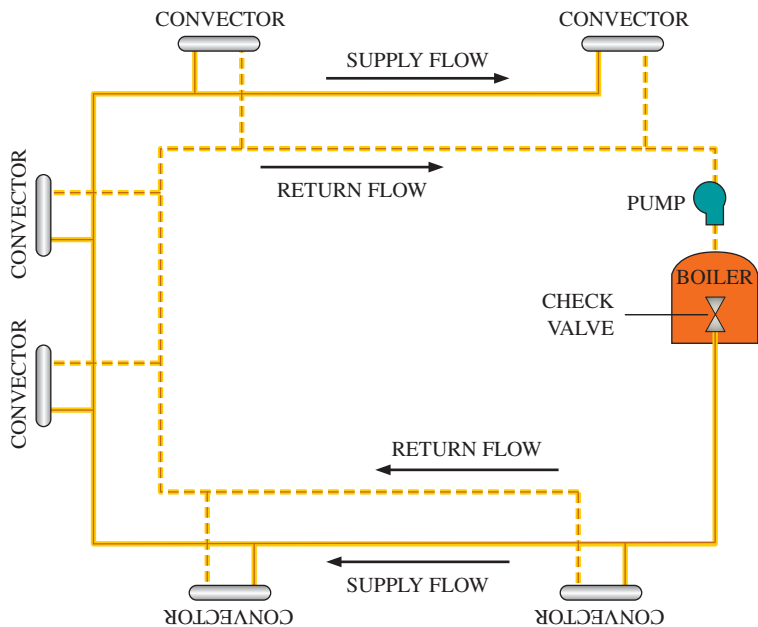 CONVECTOR
CONVECTOR
SUPPLY FLOW
RETURN FLOW
CONVECTOR
PUMP
BOILER
CHECK
VALVE
CONVECTOR
RETURN FLOW
SUPPLY FLOW
CONVECTOR
CONVECTOR